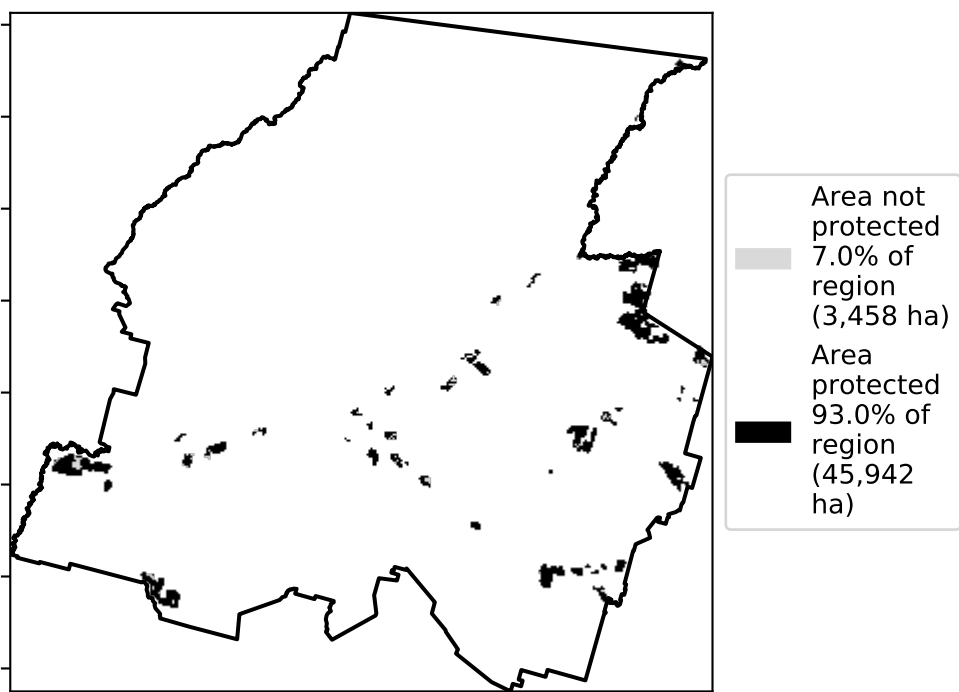 Area not
protected
7.0% of
region
(3,458 ha)
Area
protected
93.0% of
region
(45,942
ha)